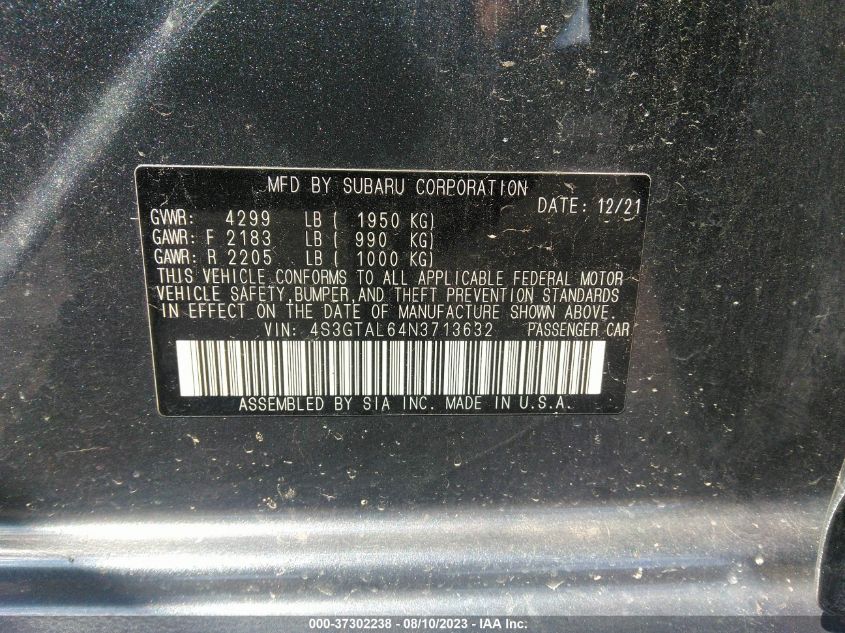 MFD BY SUBARU CORPORATION
DATE: 12/21
GVWR: 4299 LB ( 1950 KG)
GAWR: F 2183 LB ( 990 KG)
GAWR: R 2205 LB ( 1000 KG)
THIS VEHICLE CONFORMS TO ALL APPLICABLE FEDERAL MOTOR
VEHICLE SAFETY,BUMPER,AND THEFT PREVENTION STANDARDS
IN EFFECT ON THE DATE OF MANUFACTURE SHOWN ABOVE.
VIN: 4S3GTAL64N3713632 PASSENGER CAR
ASSEMBLED BY SIA INC. MADE IN U.S.A.
000-37302238 - 08/10/2023 - IAA Inc.